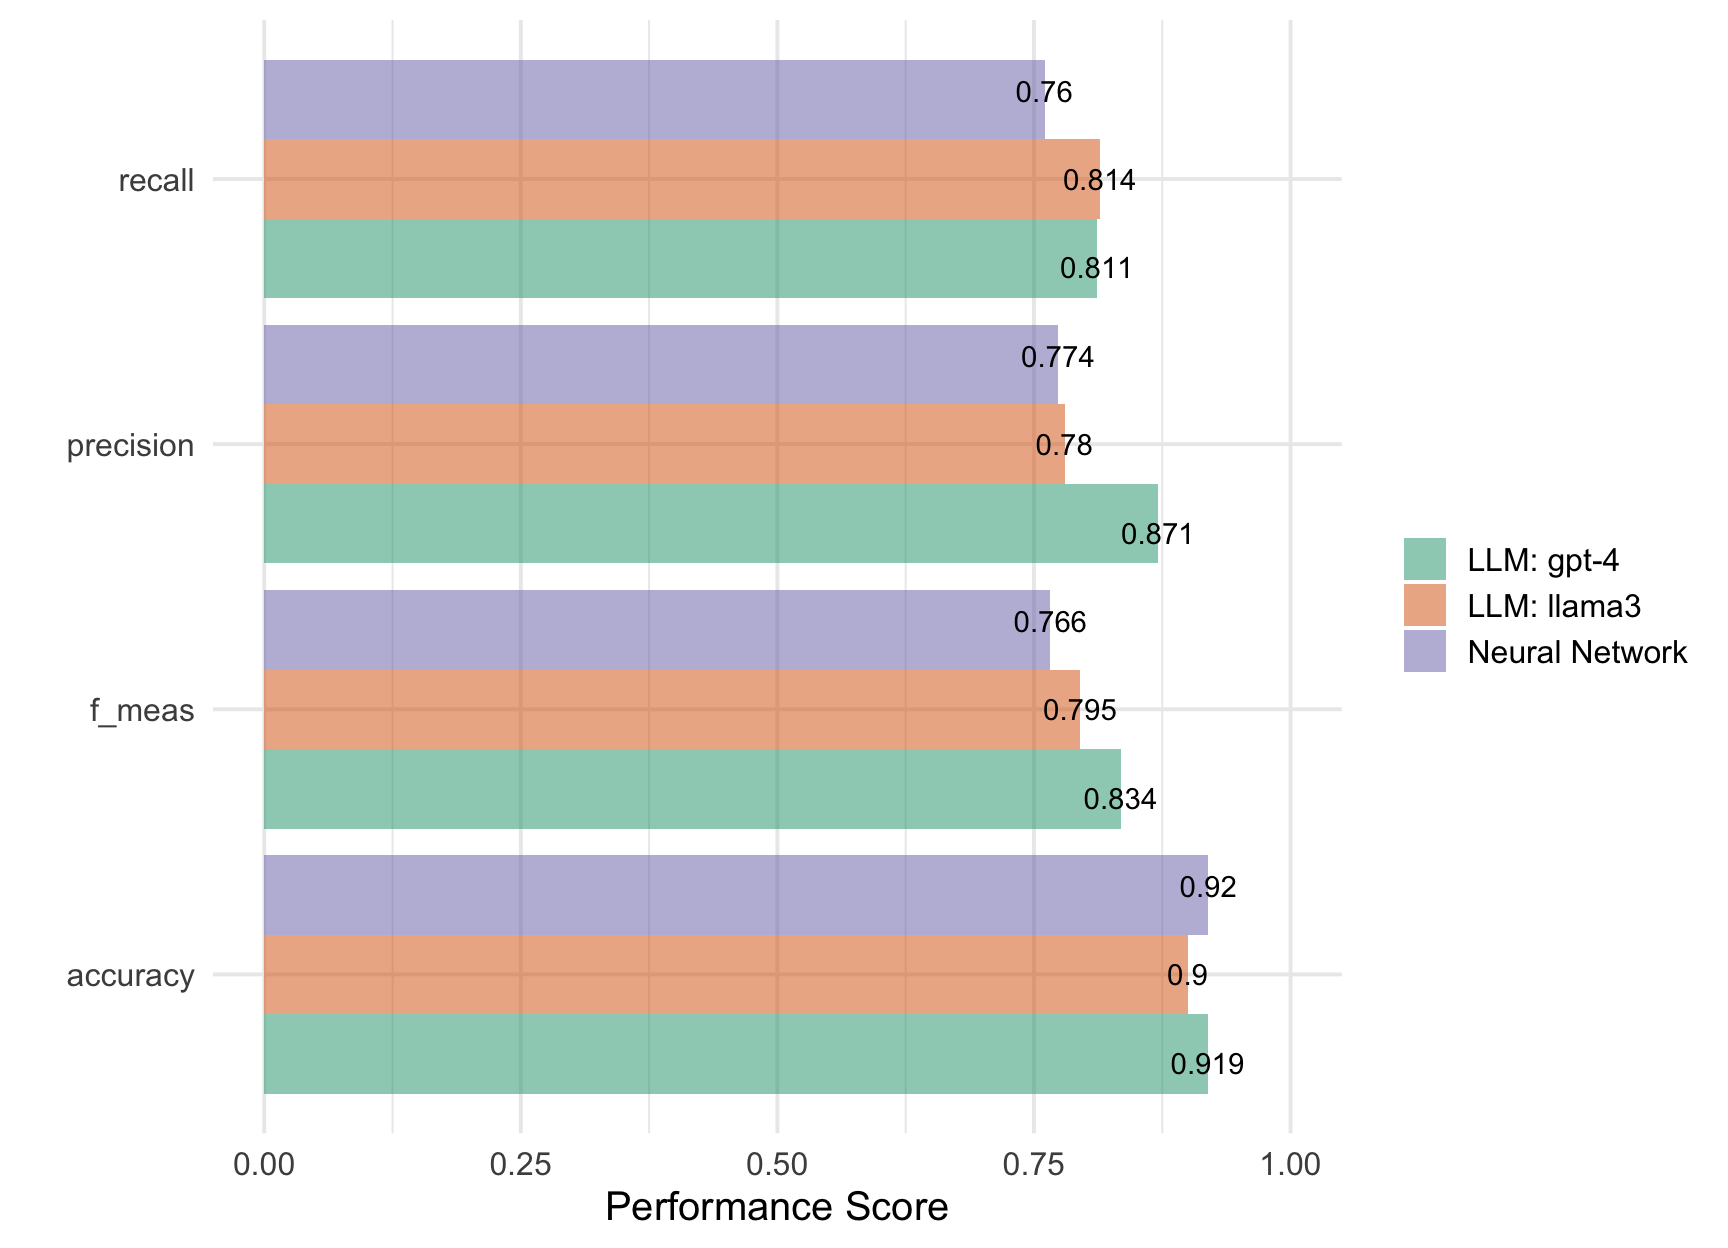 0.76
recall
0.814
0.811
0.774
precision
0.78
0.871
0.766
f_meas
0.795
0.834
0.92
accuracy
0.9
0.919
0.00 0.25 0.50 0.75 1.00
Performance Score
LLM: gpt-4
LLM: llama3
Neural Network